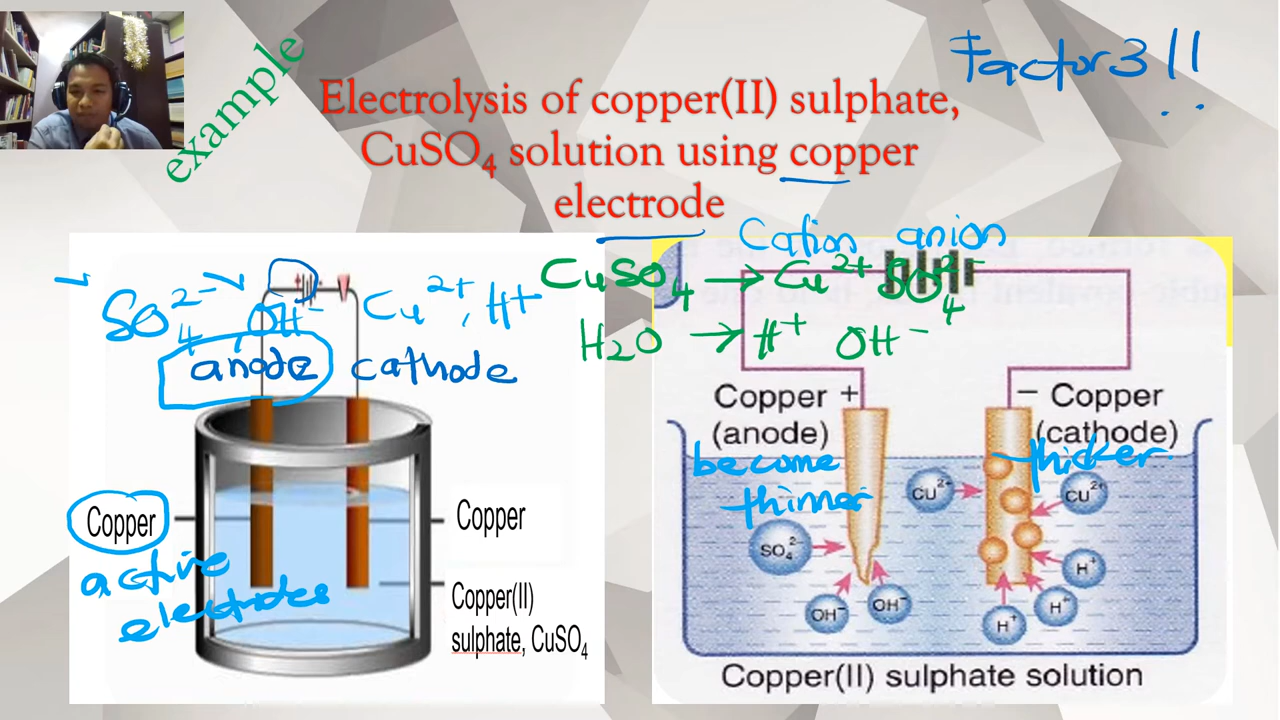 example
Factor 3 !!
Electrolysis of copper(II) sulphate,
CuSO₄ solution using copper
electrode
Cation anion
CuSO₄ → Cu²⁺ SO₄²⁻
H₂O → H⁺ OH⁻
SO₄²⁻, OH⁻ Cu²⁺, H⁺
anode cathode
Copper
active
electrodes
Copper
Copper(II)
sulphate, CuSO₄
Copper +
(anode)
become
thinner
− Copper
(cathode)
thicker
Cu²⁺
Cu²⁺
SO₄²⁻
OH⁻
OH⁻
H⁺
H⁺
H⁺
Copper(II) sulphate solution